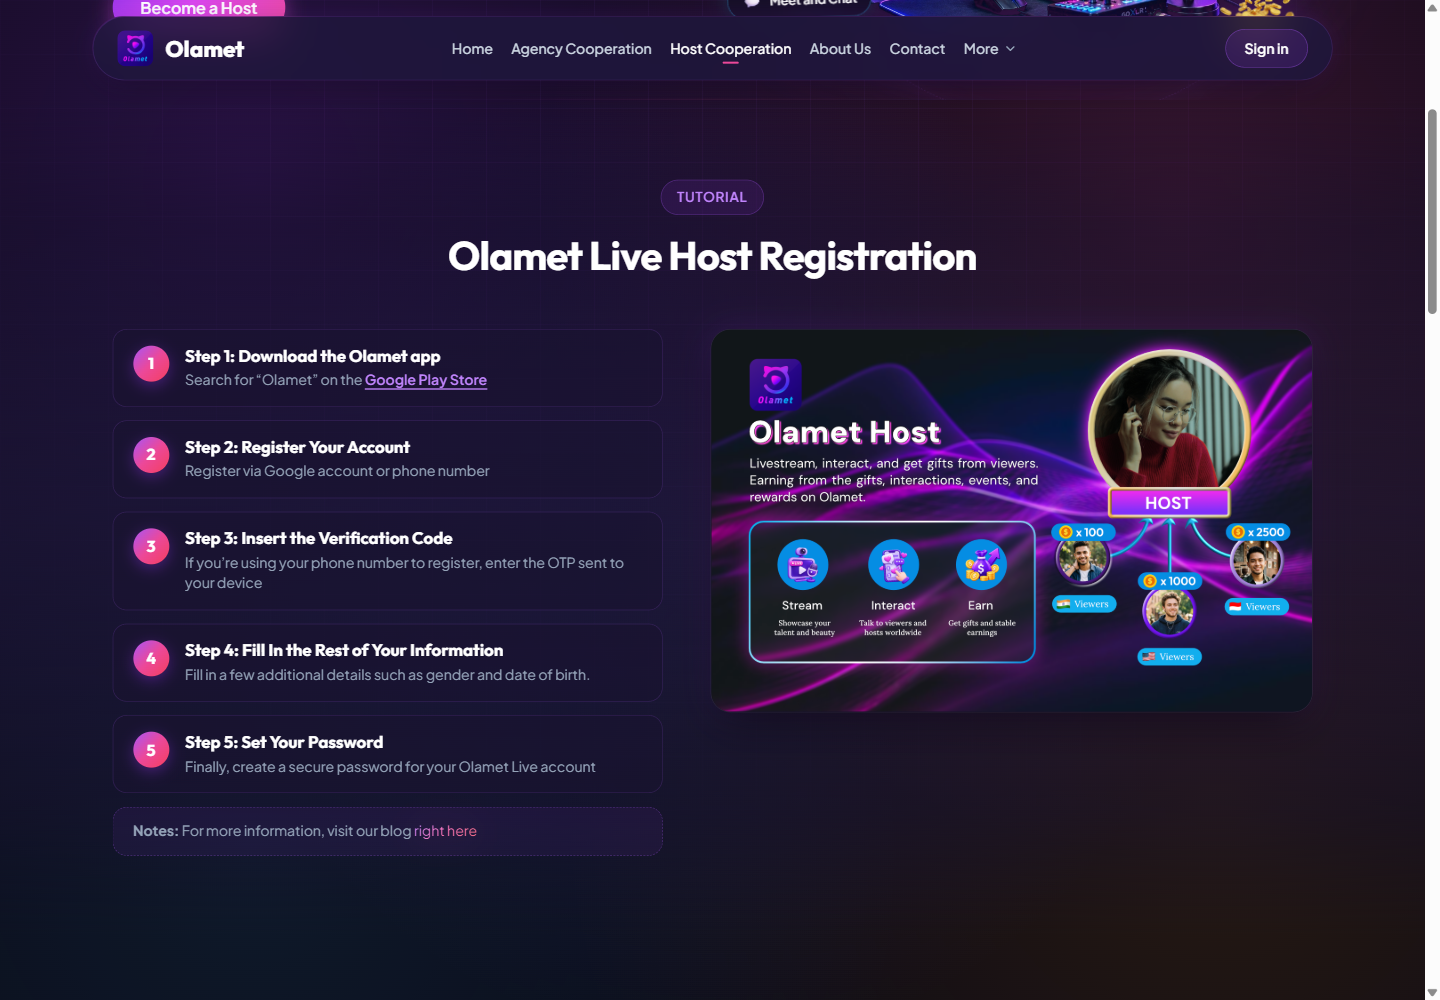 Become a Host
Meet and Chat
Olamet
Olamet
Home
Agency Cooperation
Host Cooperation
About Us
Contact
More
Sign in
TUTORIAL
Olamet Live Host Registration
1
Step 1: Download the Olamet app
Search for “Olamet” on the Google Play Store
2
Step 2: Register Your Account
Register via Google account or phone number
3
Step 3: Insert the Verification Code
If you’re using your phone number to register, enter the OTP sent to
your device
4
Step 4: Fill In the Rest of Your Information
Fill in a few additional details such as gender and date of birth.
5
Step 5: Set Your Password
Finally, create a secure password for your Olamet Live account
Notes: For more information, visit our blog right here
Olamet
Olamet Host
Livestream, interact, and get gifts from viewers.
Earning from the gifts, interactions, events, and
rewards on Olamet.
Stream
Showcase your
talent and beauty
Interact
Talk to viewers and
hosts worldwide
Earn
Get gifts and stable
earnings
HOST
x 100
Viewers
x 1000
Viewers
x 2500
Viewers